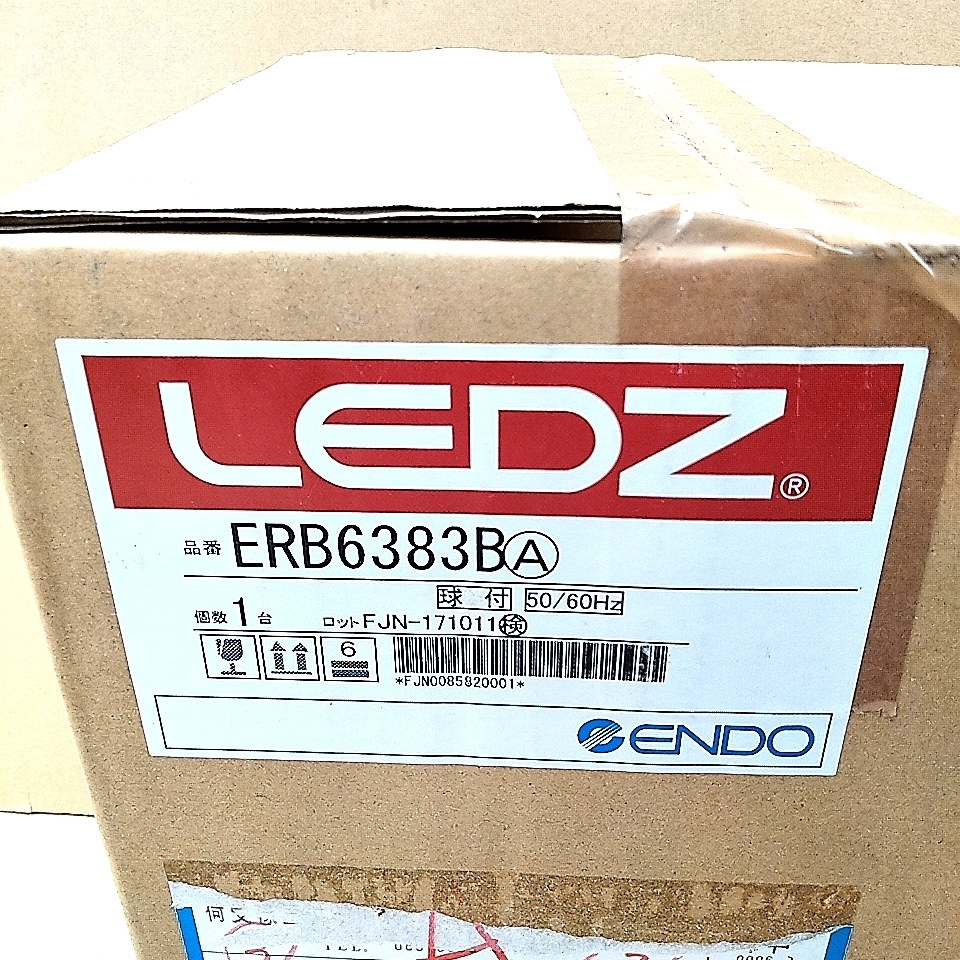 LEDZ®
品番 ERB6383BⒶ
球付 50/60Hz
個数 1台 ロット FJN-171011㊬
6
*FJN0085820001*
ENDO